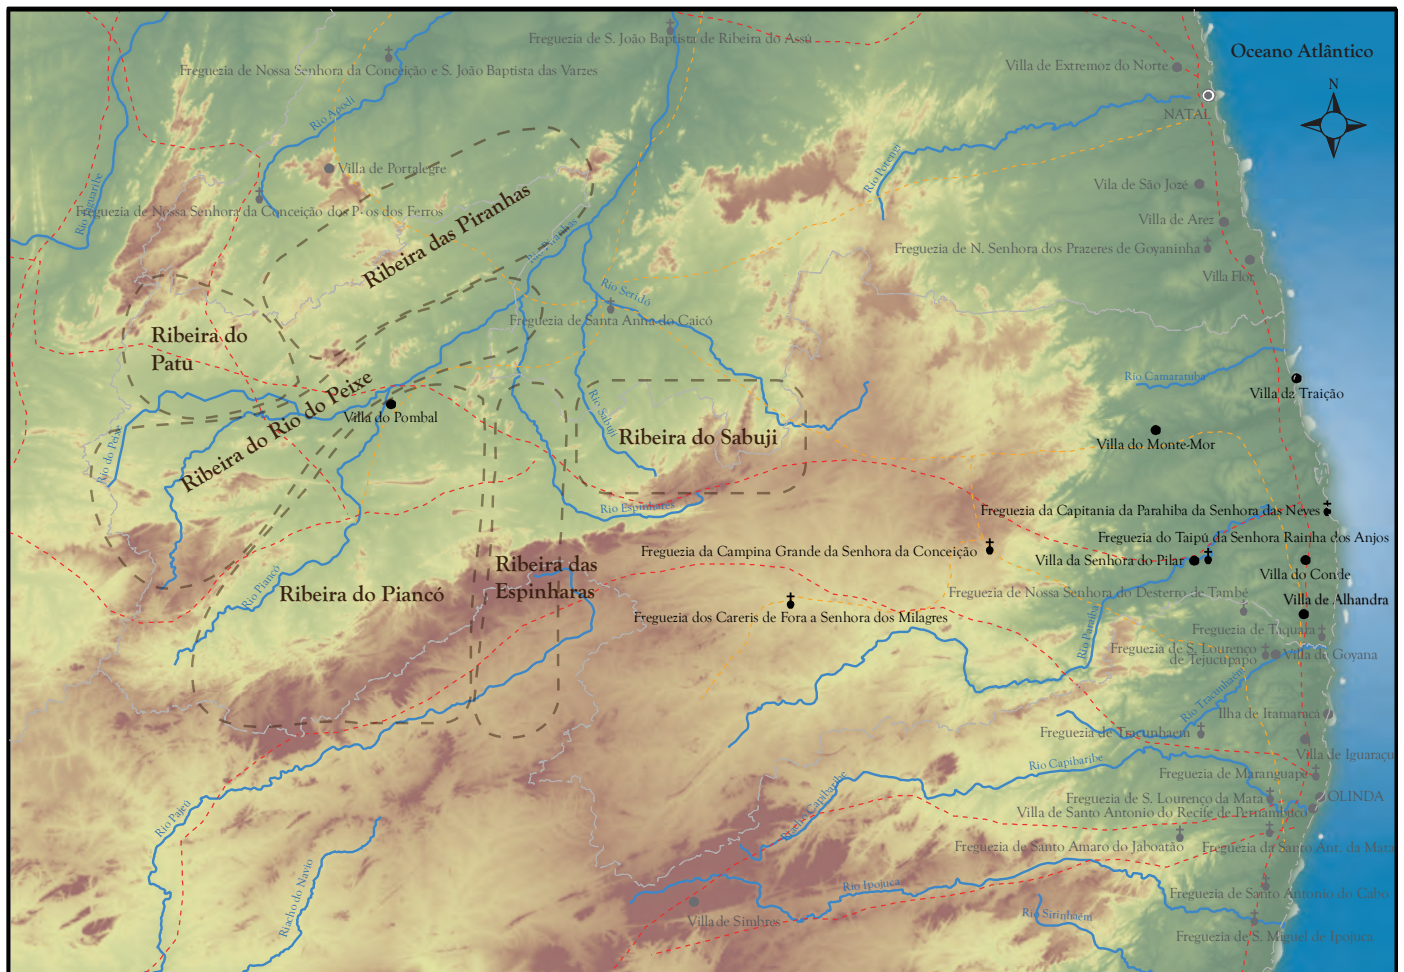 Freguezia de S. João Baptista de Ribeira do Assú
Oceano Atlântico
Freguezia de Nossa Senhora da Conceição e S. João Baptista das Varzes
Villa de Extremoz do Norte
N
Rio Apodi
NATAL
Villa de Portalegre
Rio Potengi
Vila de São Jozé
Rio Jaguaribe
Freguezia de Nossa Senhora da Conceição dos P os dos Ferros
Villa de Arez
Ribeira das Piranhas
Rio Piranhas
Freguezia de N. Senhora dos Prazeres de Goyaninha
Villa Flor
Rio Seridó
Freguezia de Santa Anna do Caicó
Ribeira do
Patu
Rio Camaratuba
Villa da Traição
Ribeira do Rio do Peixe
Villa do Pombal
Rio Sabuji
Ribeira do Sabuji
Villa do Monte-Mor
Rio do Peixe
Rio Espinhares
Freguezia da Capitania da Parahiba da Senhora das Neves
Freguezia do Taipú da Senhora Rainha dos Anjos
Freguezia da Campina Grande da Senhora da Conceição
Villa da Senhora do Pilar
Ribeira das
Espinharas
Villa do Conde
Rio Piancó
Ribeira do Piancó
Freguezia de Nossa Senhora do Desterro de També
Villa de Alhandra
Freguezia dos Careris de Fora a Senhora dos Milagres
Freguezia de Taquara
Rio Paraíba
Freguezia de S. Lourenço
de Tejucupapo
Villa de Goyana
Rio Tracunhaém
Ilha de Itamaracá
Freguezia de Tracunhaem
Villa de Iguaraçu
Rio Capibaribe
Freguezia de Maranguape
Riacho Capibaribe
Freguezia de S. Lourenço da Mata
OLINDA
Rio Pajeú
Villa de Santo Antonio do Recife de Pernambuco
Freguezia de Santo Amaro do Jaboatão
Freguezia da Santo Ant. da Mata
Riacho do Navio
Rio Ipojuca
Freguezia de Santo Antonio do Cabo
Villa de Simbres
Rio Sirinhaém
Freguezia de S. Miguel de Ipojuca